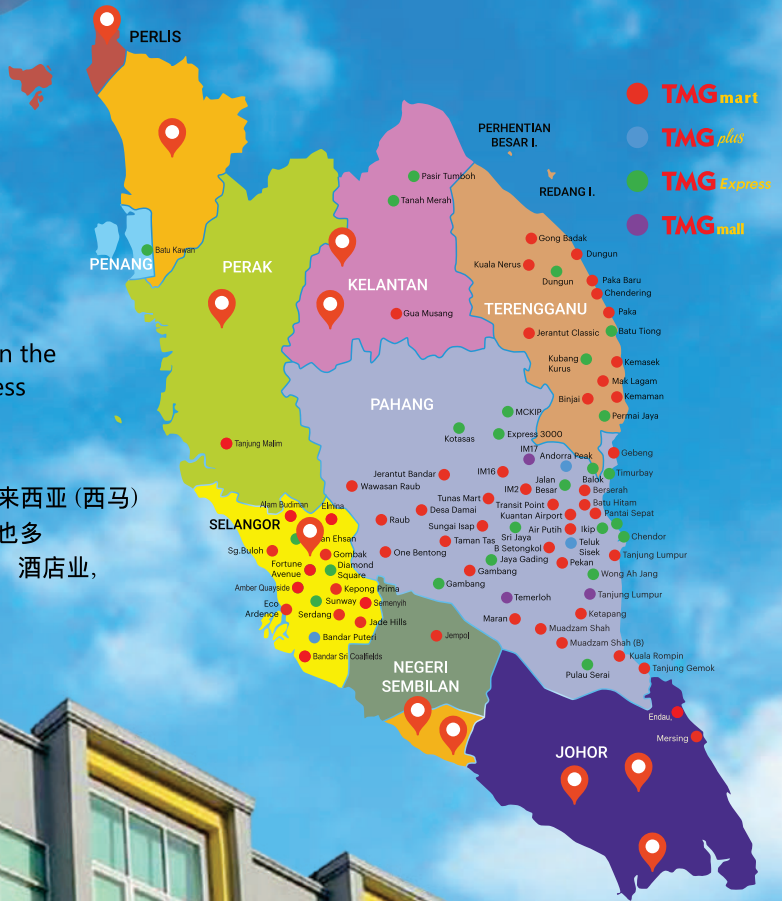 PERLIS
TMG mart
TMG plus
TMG Express
TMG mall
PERHENTIAN
BESAR I.
REDANG I.
Pasir Tumboh
Tanah Merah
Batu Kawan
PENANG
PERAK
KELANTAN
Gua Musang
Gong Badak
Dungun
Kuala Nerus
Dungun
Paka Baru
Chendering
TERENGGANU
Paka
Jerantut Classic
Batu Tiong
Kubang
Kurus
Kemasek
Mak Lagam
Binjai
Kemaman
Permai Jaya
n the
ess
PAHANG
MCKIP
Kotasas
Express 3000
Tanjung Malim
IM17
Andorra Peak
Gebeng
Jerantut Bandar
IM16
Balok
Timurbay
Wawasan Raub
IM2
Jalan
Besar
Berserah
Tunas Mart
Transit Point
Batu Hitam
Desa Damai
Kuantan Airport
Pantai Sepat
Raub
Sungai Isap
Sri Jaya
Air Putih
Ikip
Chendor
Taman Tas
B Setongkol
Teluk
Sisek
One Bentong
Jaya Gading
Pekan
Tanjung Lumpur
Gambang
Wong Ah Jang
Gambang
Temerloh
Tanjung Lumpur
Maran
Ketapang
Muadzam Shah
Muadzam Shah (B)
Kuala Rompin
Pulau Serai
Tanjung Gemok
来西亚 (西马)
也多
酒店业,
SELANGOR
Alam Budiman
Elmina
an Ehsan
Sg.Buloh
Gombak
Fortune
Avenue
Diamond
Square
Amber Quayside
Kepong Prima
Eco
Ardence
Sunway
Semenyih
Serdang
Jade Hills
Bandar Puteri
Bandar Sri Coalfields
Jempol
NEGERI
SEMBILAN
Endau,
Mersing
JOHOR